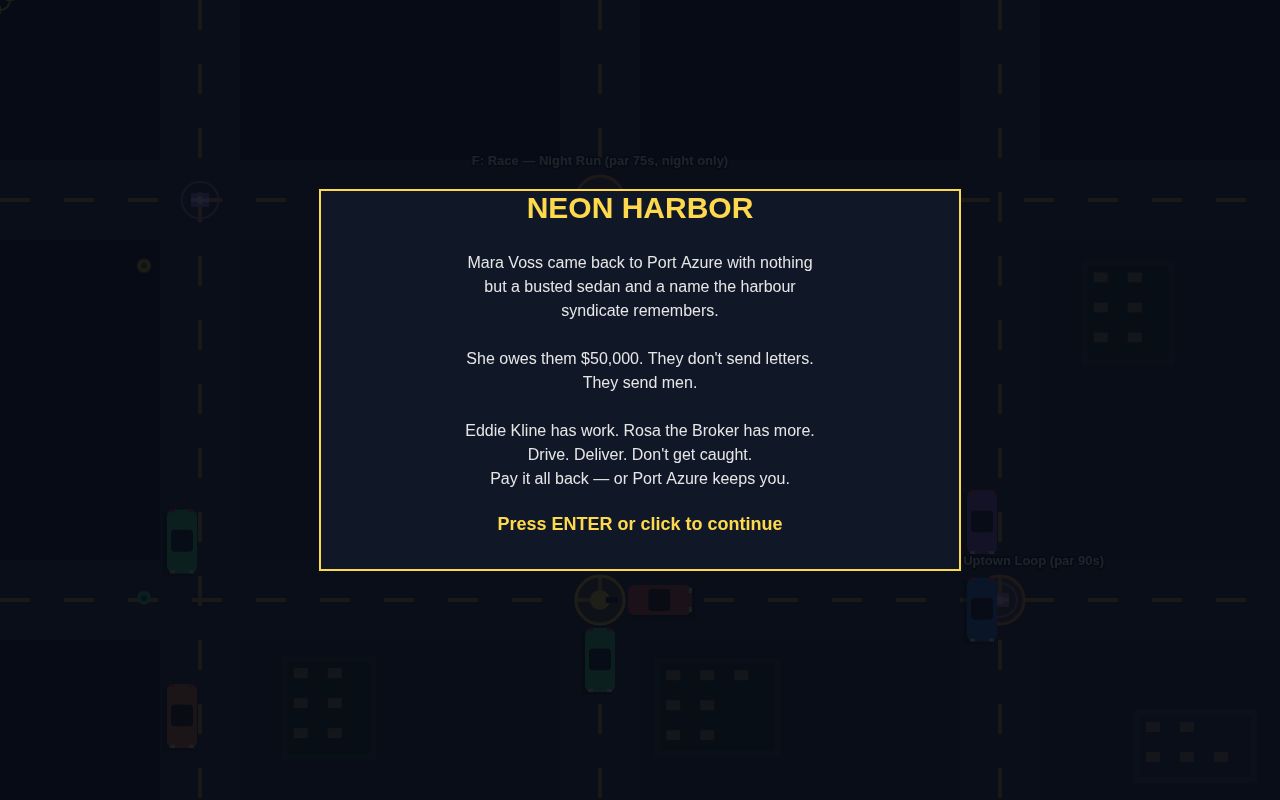 F: Race — Night Run (par 75s, night only)
NEON HARBOR
Mara Voss came back to Port Azure with nothing
but a busted sedan and a name the harbour
syndicate remembers.
She owes them $50,000. They don't send letters.
They send men.
Eddie Kline has work. Rosa the Broker has more.
Drive. Deliver. Don't get caught.
Pay it all back — or Port Azure keeps you.
Press ENTER or click to continue
Uptown Loop (par 90s)